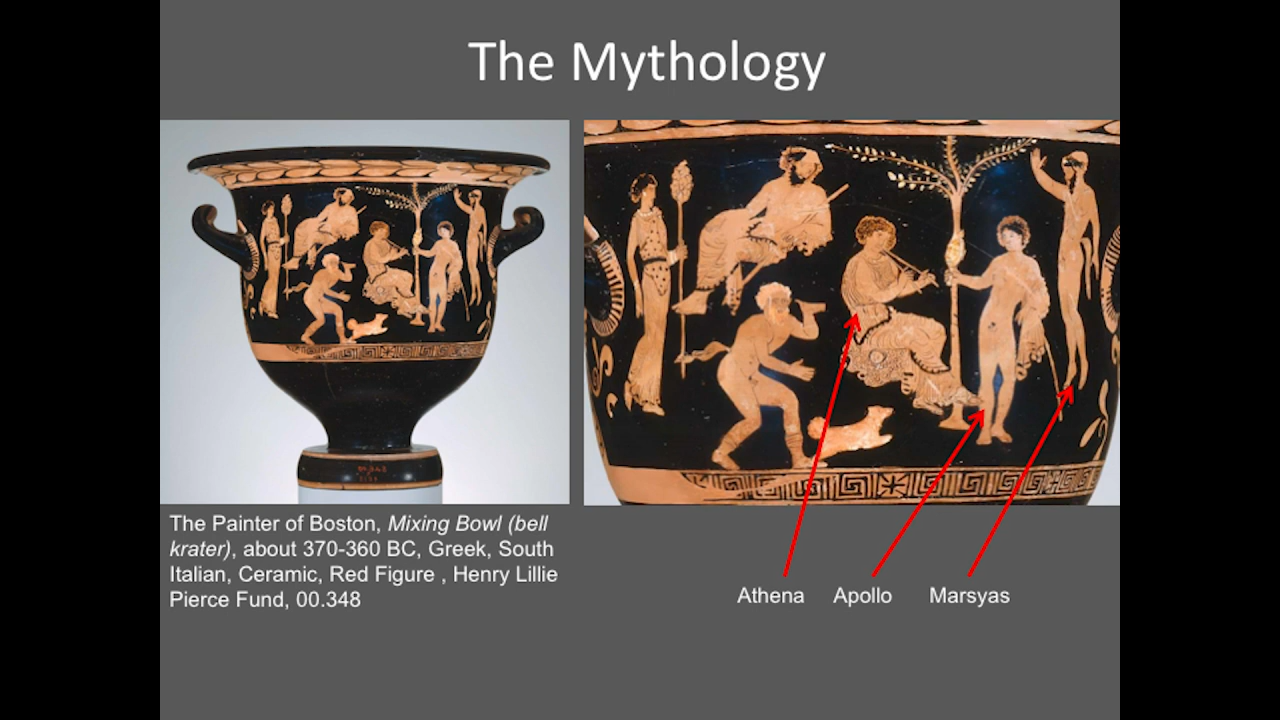 The Mythology
The Painter of Boston, Mixing Bowl (bell
krater), about 370-360 BC, Greek, South
Italian, Ceramic, Red Figure , Henry Lillie
Pierce Fund, 00.348
Athena
Apollo
Marsyas